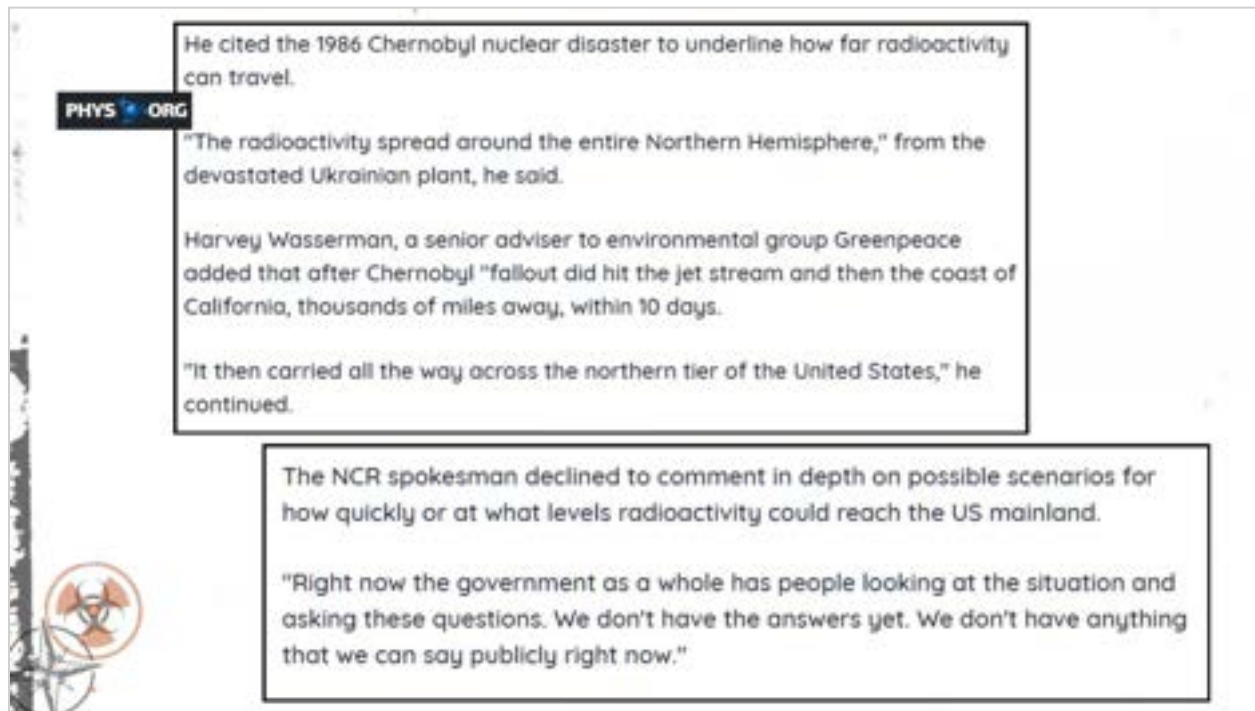 He cited the 1986 Chernobyl nuclear disaster to underline how far radioactivity
can travel.
PHYS ORG
"The radioactivity spread around the entire Northern Hemisphere," from the
devastated Ukrainian plant, he said.
Harvey Wasserman, a senior adviser to environmental group Greenpeace
added that after Chernobyl "fallout did hit the jet stream and then the coast of
California, thousands of miles away, within 10 days.
"It then carried all the way across the northern tier of the United States," he
continued.
The NCR spokesman declined to comment in depth on possible scenarios for
how quickly or at what levels radioactivity could reach the US mainland.
"Right now the government as a whole has people looking at the situation and
asking these questions. We don't have the answers yet. We don't have anything
that we can say publicly right now."